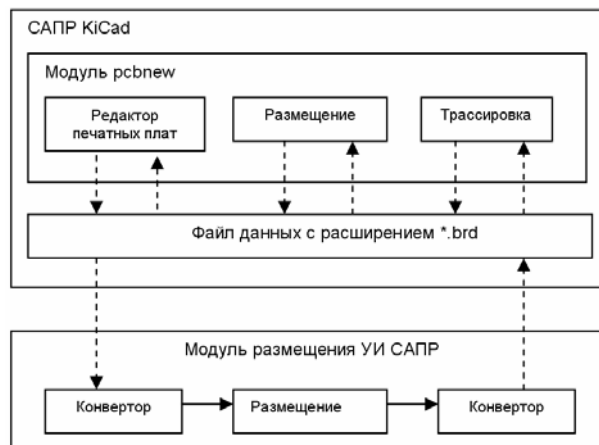 САПР KiCad
Модуль pcbnew
Редактор
печатных плат
Размещение
Трассировка
Файл данных с расширением *.brd
Модуль размещения УИ САПР
Конвертор
Размещение
Конвертор